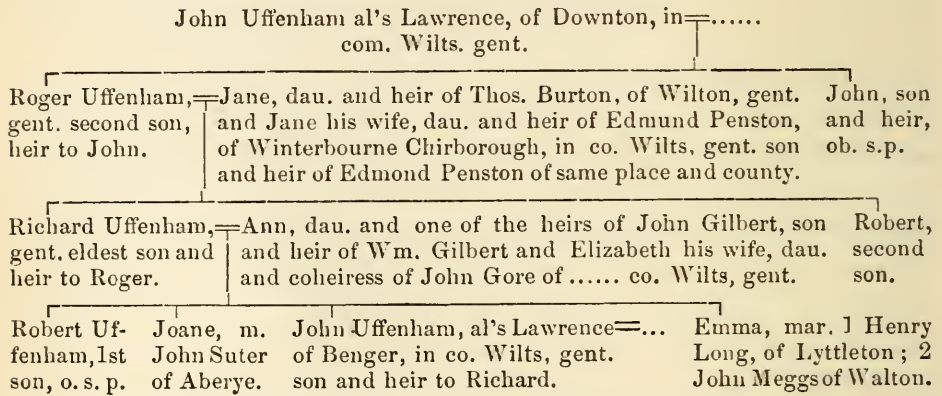 John Uffenham al's Lawrence, of Downton, in=......
com. Wilts. gent.
Roger Uffenham,=Jane, dau. and heir of Thos. Burton, of Wilton, gent. John, son
gent. second son, and Jane his wife, dau. and heir of Edmund Penston, and heir,
heir to John. of Winterbourne Chirborough, in co. Wilts, gent. son ob. s.p.
and heir of Edmond Penston of same place and county.
Richard Uffenham,=Ann, dau. and one of the heirs of John Gilbert, son Robert,
gent. eldest son and and heir of Wm. Gilbert and Elizabeth his wife, dau. second
heir to Roger. and coheiress of John Gore of ...... co. Wilts, gent. son.
Robert Uf- Joane, m. John Uffenham, al's Lawrence=... Emma, mar. 1 Henry
fenham, 1st John Suter of Benger, in co. Wilts, gent. Long, of Lyttleton; 2
son, o. s. p. of Aberye. son and heir to Richard. John Meggs of Walton.